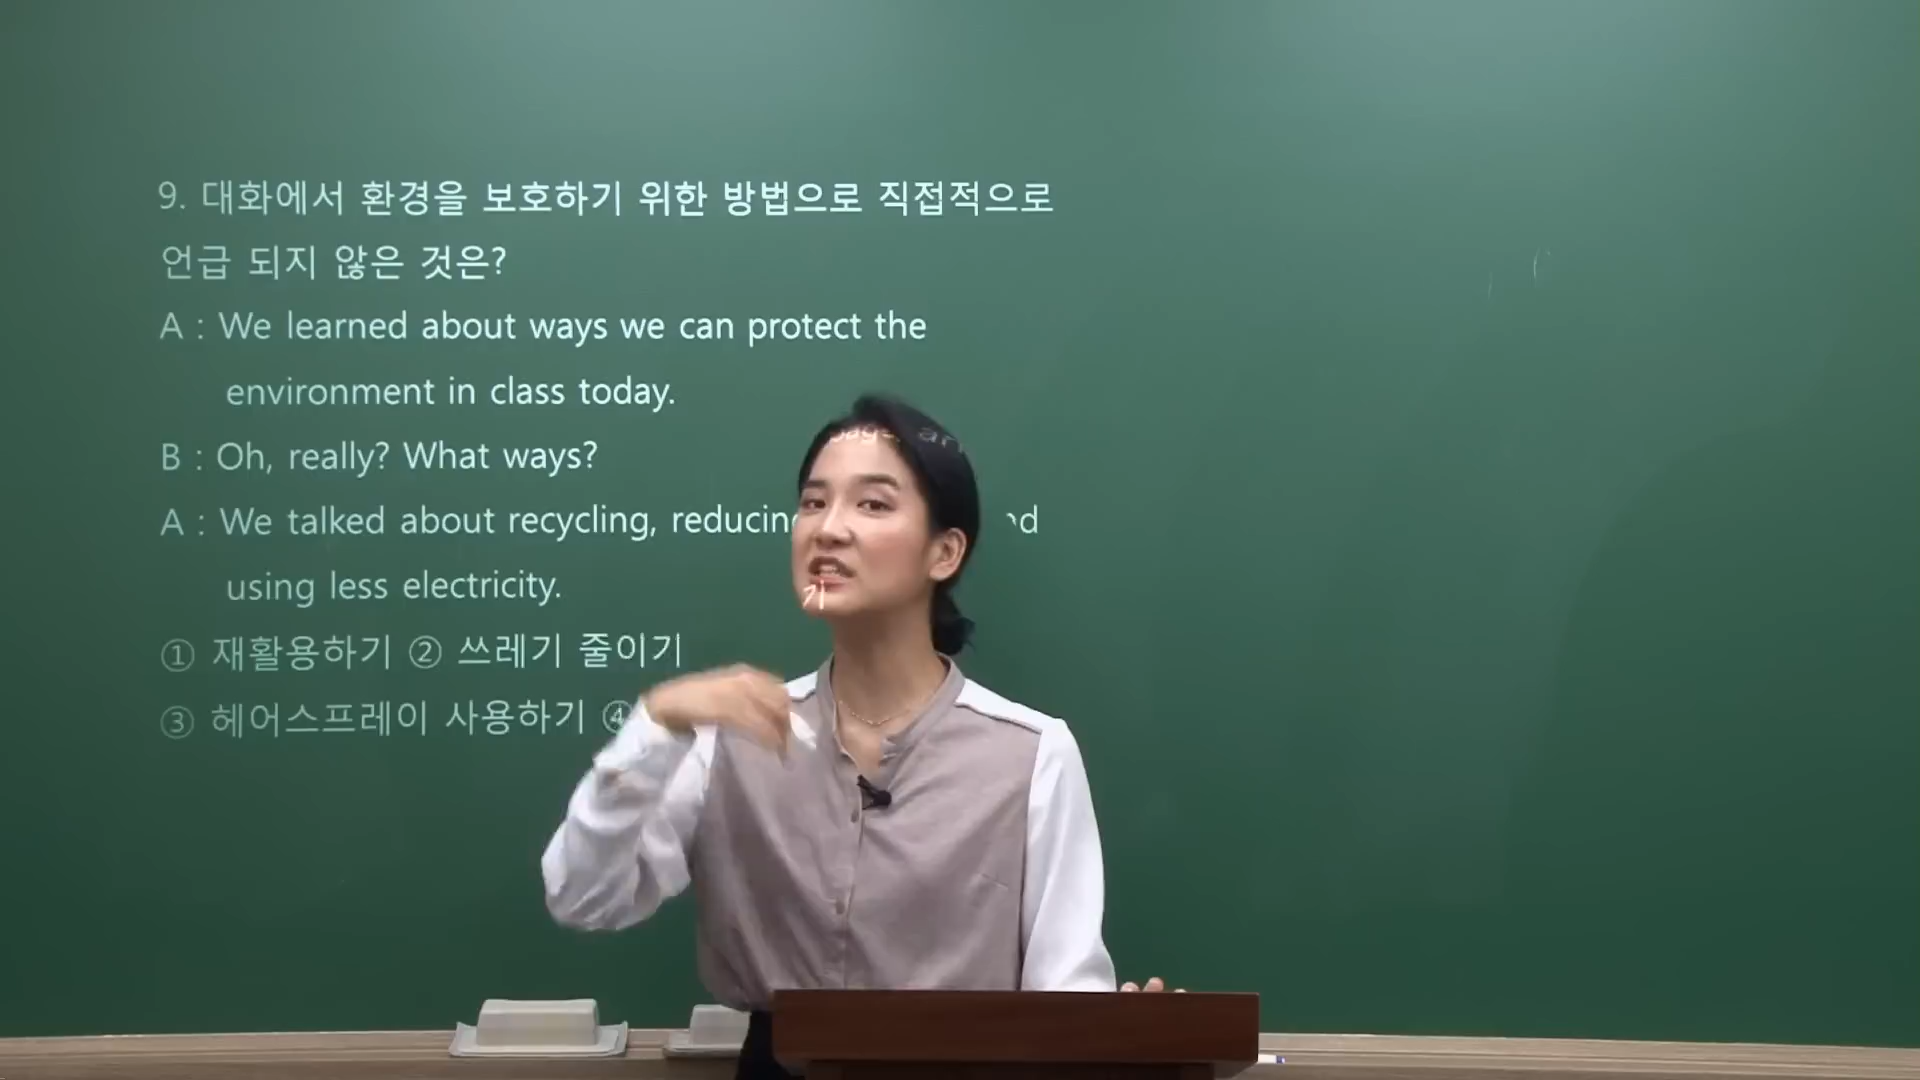 9. 대화에서 환경을 보호하기 위한 방법으로 직접적으로
언급 되지 않은 것은?
A : We learned about ways we can protect the
environment in class today.
B : Oh, really? What ways?
A : We talked about recycling, reducing
using less electricity.
① 재활용하기 ② 쓰레기 줄이기
③ 헤어스프레이 사용하기 ④